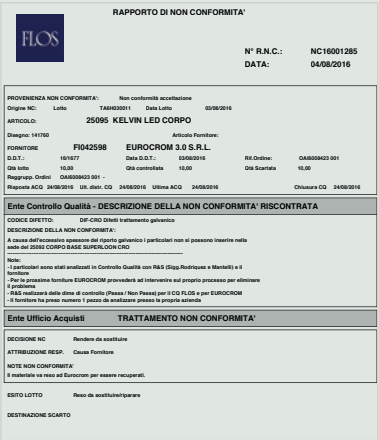 FLOS
RAPPORTO DI NON CONFORMITA'
N° R.N.C.: NC16001285
DATA: 04/08/2016
PROVENIENZA NON CONFORMITA': Non conformità accettazione
Origine NC: Lotto TA6H030011 Data Lotto 03/08/2016
ARTICOLO: 25095 KELVIN LED CORPO
Disegno: 141760 Articolo Fornitore:
FORNITORE FI042598 EUROCROM 3.0 S.R.L.
D.D.T.: 16/1677 Data D.D.T.: 03/08/2016 Rif.Ordine: OAI6008423 001
Qtà lotto 10,00 Qtà controllata 10,00 Qtà Scartata 10,00
Raggrupp. Ordini OAI6008423 001 -
Risposta ACQ 24/08/2016 Ult. distr. CQ 24/08/2016 Ultima ACQ 24/08/2016 Chiusura CQ 24/08/2016
Ente Controllo Qualità - DESCRIZIONE DELLA NON CONFORMITA' RISCONTRATA
CODICE DIFETTO: DIF-CRO Difetti trattamento galvanico
DESCRIZIONE DELLA NON CONFORMITA':
A causa dell'eccessivo spessore del riporto galvanico i particolari non si possono inserire nella
sede del 25092 CORPO BASE SUPERLOON CRO
Note:
- I particolari sono stati analizzati in Controllo Qualità con R&S (Sigg.Rodriquez e Mantelli) e il
fornitore
- Per le prossime forniture EUROCROM provvederà ad intervenire sul proprio processo per eliminare
il problema
- R&S realizzerà delle dime di controllo (Passa / Non Passa) per il CQ FLOS e per EUROCROM
- Il fornitore ha preso numero 1 pezzo da analizzare presso la propria azienda
Ente Ufficio Acquisti TRATTAMENTO NON CONFORMITA'
DECISIONE NC Rendere da sostituire
ATTRIBUZIONE RESP. Causa Fornitore
NOTE NON CONFORMITA'
Il materiale va reso ad Eurocrom per essere recuperati.
ESITO LOTTO Reso da sostituire/riparare
DESTINAZIONE SCARTO